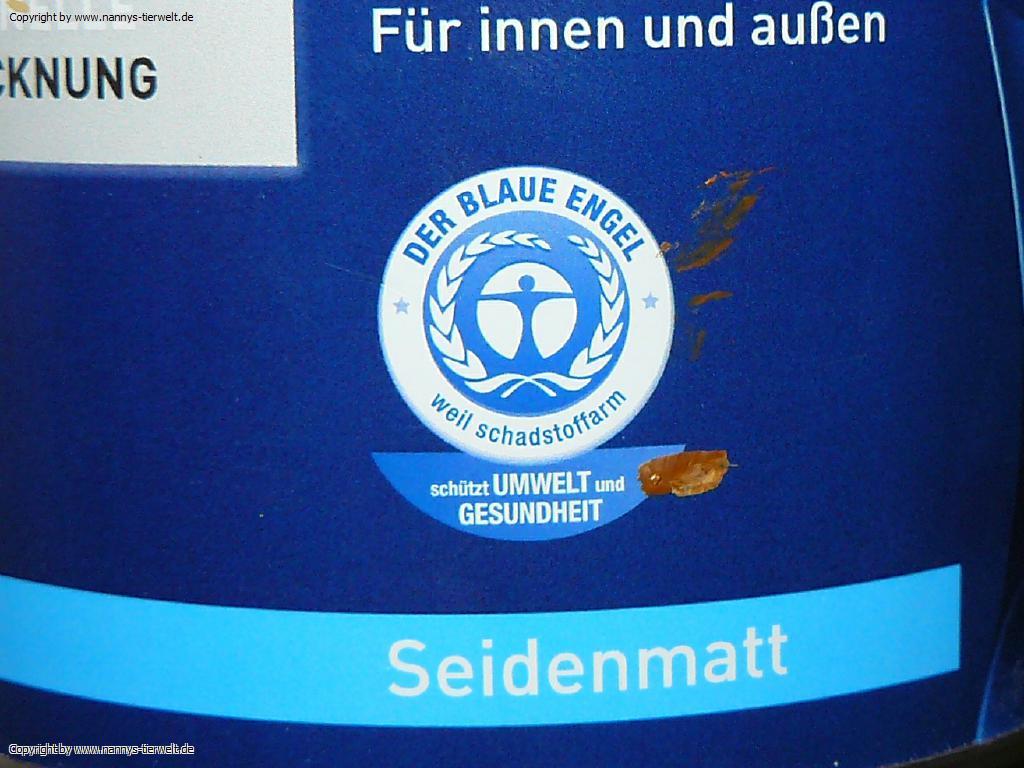 Copyright by www.nannys-tierwelt.de
CKNUNG
Für innen und außen
DER BLAUE ENGEL
weil schadstoffarm
schützt UMWELT und
GESUNDHEIT
Seidenmatt
Copyright by www.nannys-tierwelt.de